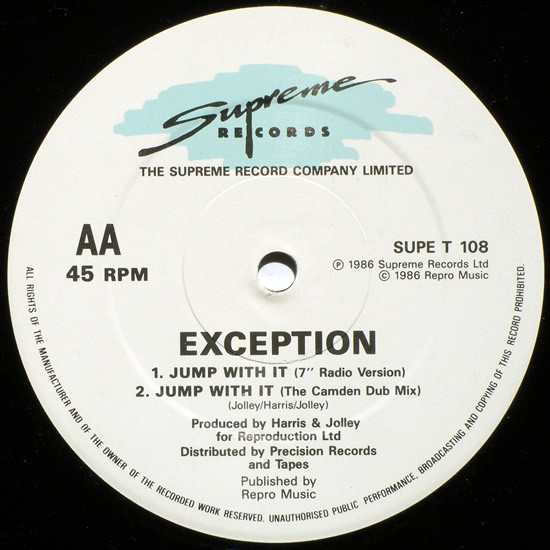 Supreme
RECORDS
THE SUPREME RECORD COMPANY LIMITED
AA
45 RPM
SUPE T 108
℗ 1986 Supreme Records Ltd
© 1986 Repro Music
EXCEPTION
1. JUMP WITH IT (7" Radio Version)
2. JUMP WITH IT (The Camden Dub Mix)
(Jolley/Harris/Jolley)
Produced by Harris & Jolley
for Reproduction Ltd
Distributed by Precision Records
and Tapes
Published by
Repro Music
ALL RIGHTS OF THE MANUFACTURER AND OF THE OWNER OF THE RECORDED WORK RESERVED. UNAUTHORISED PUBLIC PERFORMANCE, BROADCASTING AND COPYING OF THIS RECORD PROHIBITED.